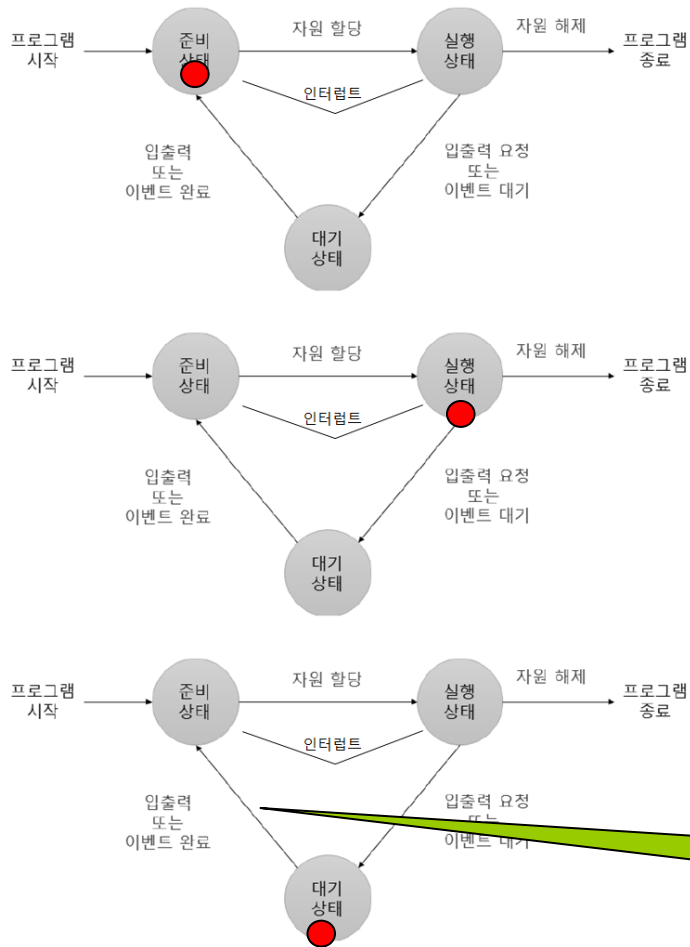 프로그램
시작
준비
상태
자원 할당
인터럽트
실행
상태
자원 해제
프로그램
종료
입출력
또는
이벤트 완료
입출력 요청
또는
이벤트 대기
대기
상태
프로그램
시작
준비
상태
자원 할당
인터럽트
실행
상태
자원 해제
프로그램
종료
입출력
또는
이벤트 완료
입출력 요청
또는
이벤트 대기
대기
상태
프로그램
시작
준비
상태
자원 할당
인터럽트
실행
상태
자원 해제
프로그램
종료
입출력
또는
이벤트 완료
입출력 요청
또는
이벤트 대기
대기
상태